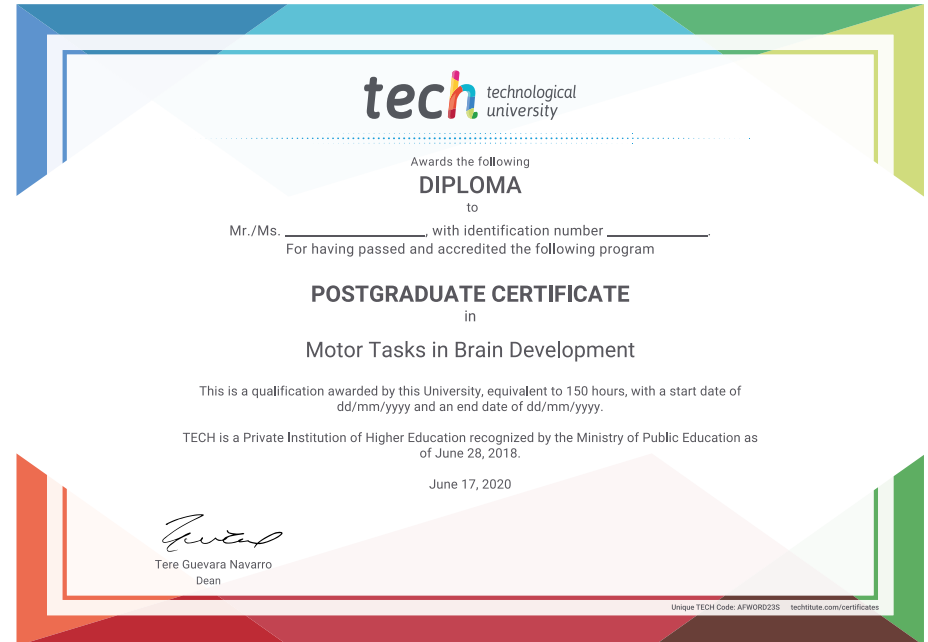 tech technological
university
Awards the following
DIPLOMA
to
Mr./Ms. ____________________, with identification number ______________.
For having passed and accredited the following program
POSTGRADUATE CERTIFICATE
in
Motor Tasks in Brain Development
This is a qualification awarded by this University, equivalent to 150 hours, with a start date of
dd/mm/yyyy and an end date of dd/mm/yyyy.
TECH is a Private Institution of Higher Education recognized by the Ministry of Public Education as
of June 28, 2018.
June 17, 2020
Tere Guevara Navarro
Dean
Unique TECH Code: AFWORD23S techtitute.com/certificates